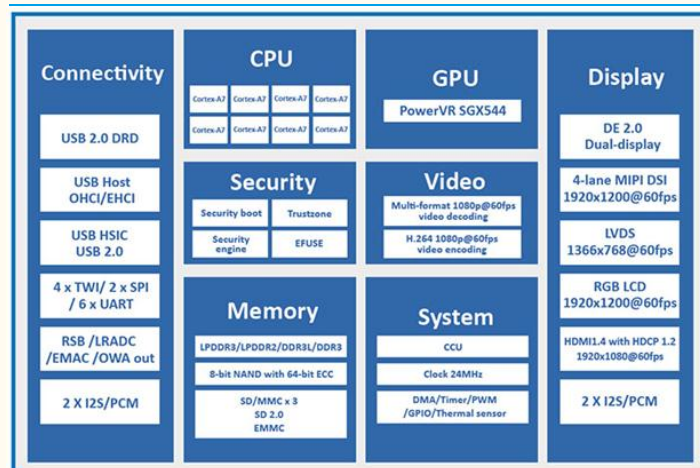 Connectivity
USB 2.0 DRD
USB Host
OHCI/EHCI
USB HSIC
USB 2.0
4 x TWI/ 2 x SPI
/ 6 x UART
RSB /LRADC
/EMAC /OWA out
2 X I2S/PCM
CPU
Cortex-A7 Cortex-A7 Cortex-A7 Cortex-A7
Cortex-A7 Cortex-A7 Cortex-A7 Cortex-A7
GPU
PowerVR SGX544
Security
Security boot
Trustzone
Security
engine
EFUSE
Video
Multi-format 1080p@60fps
video decoding
H.264 1080p@60fps
video encoding
Memory
LPDDR3/LPDDR2/DDR3L/DDR3
8-bit NAND with 64-bit ECC
SD/MMC x 3
SD 2.0
EMMC
System
CCU
Clock 24MHz
DMA/Timer/PWM
/GPIO/Thermal sensor
Display
DE 2.0
Dual-display
4-lane MIPI DSI
1920x1200@60fps
LVDS
1366x768@60fps
RGB LCD
1920x1200@60fps
HDMI1.4 with HDCP 1.2
1920x1080@60fps
2 X I2S/PCM